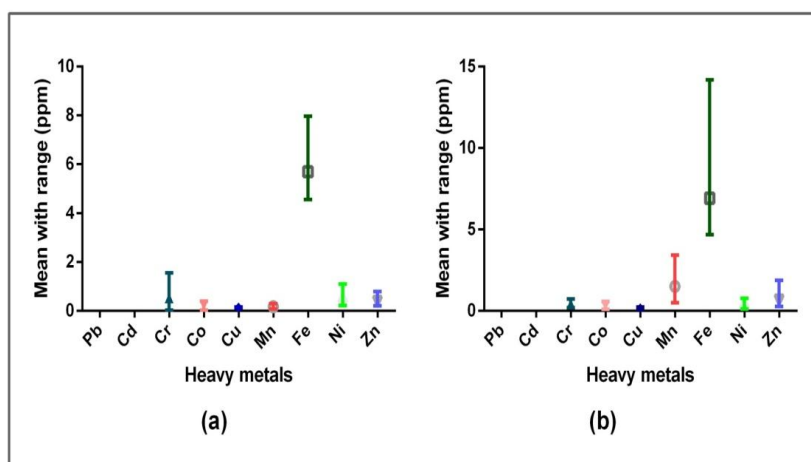 Mean with range (ppm)
10
8
6
4
2
0
Pb Cd Cr Co Cu Mn Fe Ni Zn
Heavy metals
(a)
Mean with range (ppm)
15
10
5
0
Pb Cd Cr Co Cu Mn Fe Ni Zn
Heavy metals
(b)